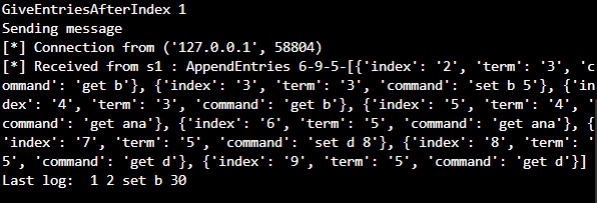 GiveEntriesAfterIndex 1
Sending message
[*] Connection from ('127.0.0.1', 58804)
[*] Received from s1 : AppendEntries 6-9-5-[{'index': '2', 'term': '3', 'c
ommand': 'get b'}, {'index': '3', 'term': '3', 'command': 'set b 5'}, {'in
dex': '4', 'term': '3', 'command': 'get b'}, {'index': '5', 'term': '4', '
command': 'get ana'}, {'index': '6', 'term': '5', 'command': 'get ana'}, {
'index': '7', 'term': '5', 'command': 'set d 8'}, {'index': '8', 'term': '
5', 'command': 'get d'}, {'index': '9', 'term': '5', 'command': 'get d'}]
Last log:  1 2 set b 30